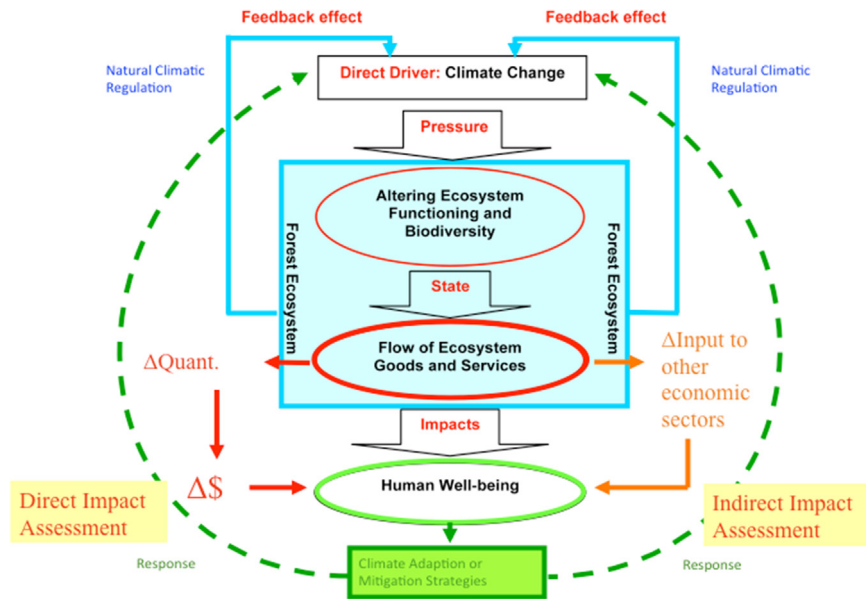 Feedback effect
Feedback effect
Natural Climatic
Regulation
Direct Driver: Climate Change
Natural Climatic
Regulation
Pressure
Altering Ecosystem
Functioning and
Biodiversity
Forest Ecosystem
Forest Ecosystem
State
Flow of Ecosystem
Goods and Services
ΔQuant.
ΔInput to
other
economic
sectors
Impacts
Δ$
Human Well-being
Direct Impact
Assessment
Indirect Impact
Assessment
Response
Climate Adaption or
Mitigation Strategies
Response